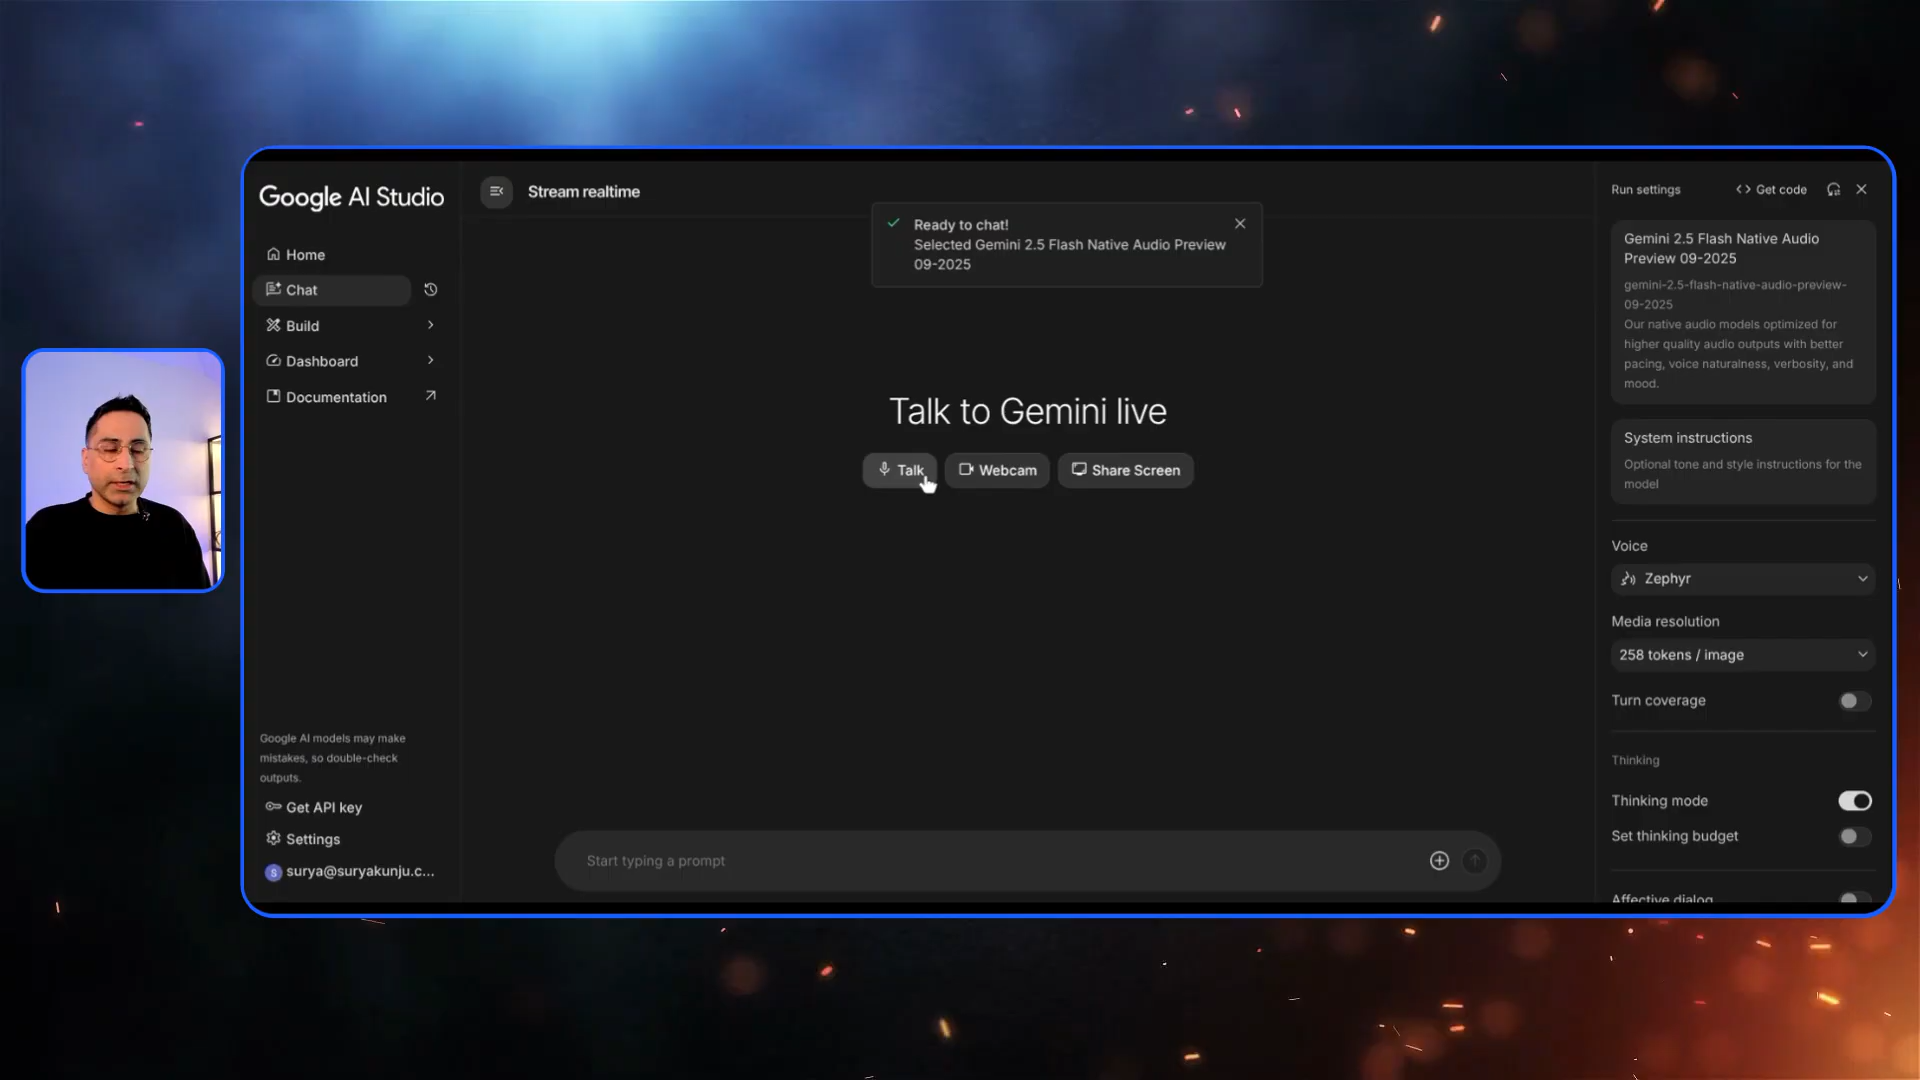 Google AI Studio
Home
Chat
Build
Dashboard
Documentation
Google AI models may make
mistakes, so double-check
outputs.
Get API key
Settings
S
surya@suryakunju.c...
Stream realtime
Ready to chat!
Selected Gemini 2.5 Flash Native Audio Preview
09-2025
Talk to Gemini live
Talk
Webcam
Share Screen
Start typing a prompt
Run settings
Get code
Gemini 2.5 Flash Native Audio
Preview 09-2025
gemini-2.5-flash-native-audio-preview-
09-2025
Our native audio models optimized for
higher quality audio outputs with better
pacing, voice naturalness, verbosity, and
mood.
System instructions
Optional tone and style instructions for the
model
Voice
Zephyr
Media resolution
258 tokens / image
Turn coverage
Thinking
Thinking mode
Set thinking budget
Affective dialog